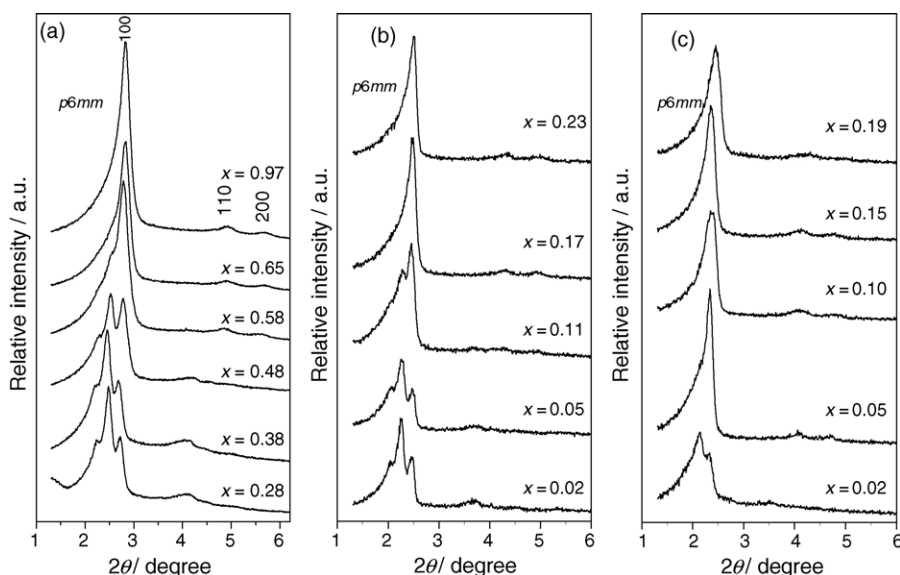 (a)
100
p6mm
x = 0.97
110
200
x = 0.65
x = 0.58
x = 0.48
x = 0.38
x = 0.28
Relative intensity / a.u.
1 2 3 4 5 6
2θ/ degree
(b)
p6mm
x = 0.23
x = 0.17
x = 0.11
x = 0.05
x = 0.02
Relative intensity / a.u.
1 2 3 4 5 6
2θ/ degree
(c)
p6mm
x = 0.19
x = 0.15
x = 0.10
x = 0.05
x = 0.02
Relative intensity / a.u.
1 2 3 4 5 6
2θ/ degree